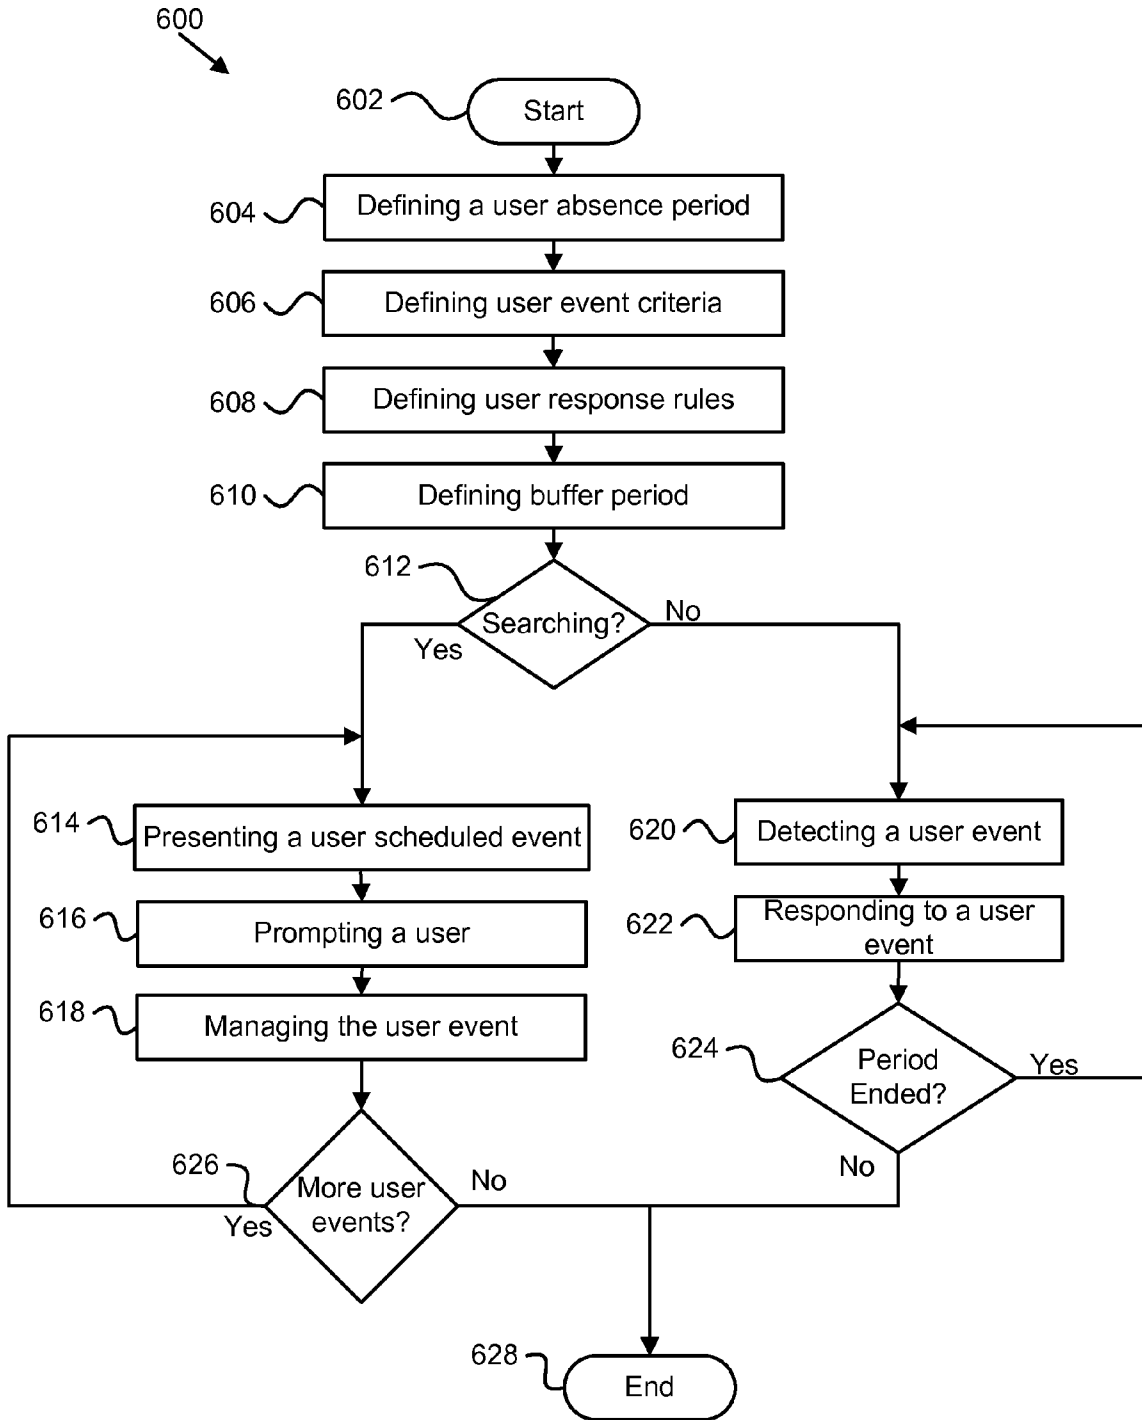 600
602
Start
604
Defining a user absence period
606
Defining user event criteria
608
Defining user response rules
610
Defining buffer period
612
Searching?
Yes
No
614
Presenting a user scheduled event
616
Prompting a user
618
Managing the user event
626
More user
events?
Yes
No
620
Detecting a user event
622
Responding to a user
event
624
Period
Ended?
Yes
No
628
End